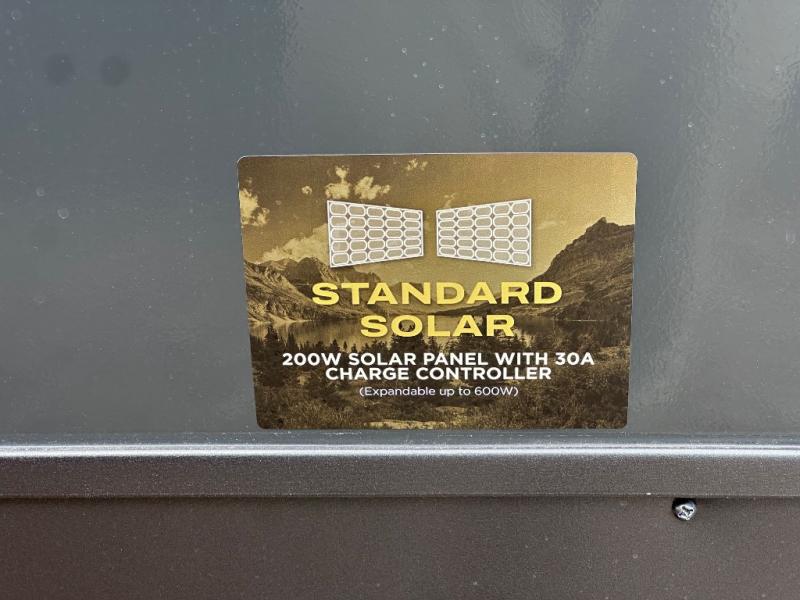 STANDARD
SOLAR
200W SOLAR PANEL WITH 30A
CHARGE CONTROLLER
(Expandable up to 600W)